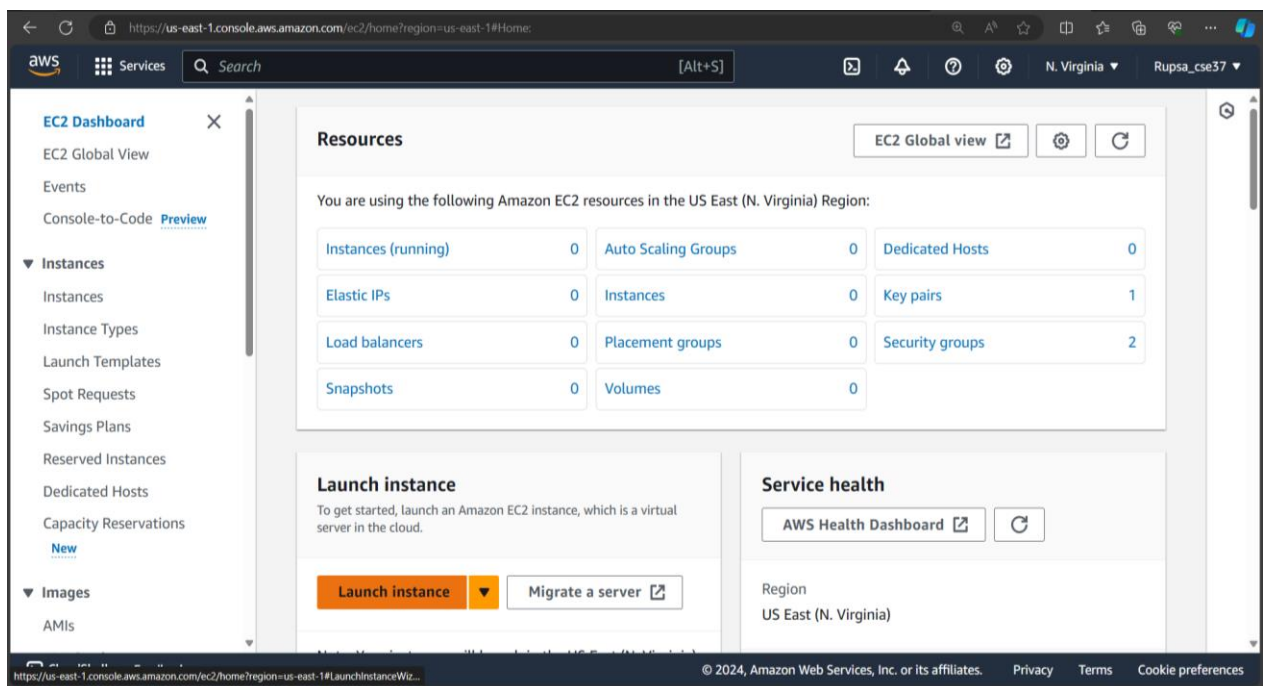 https://us-east-1.console.aws.amazon.com/ec2/home?region=us-east-1#Home:
aws
Services
Search
[Alt+S]
N. Virginia
Rupsa_cse37
EC2 Dashboard
EC2 Global View
Events
Console-to-Code Preview
Instances
Instances
Instance Types
Launch Templates
Spot Requests
Savings Plans
Reserved Instances
Dedicated Hosts
Capacity Reservations
New
Images
AMIs
Resources
EC2 Global view
You are using the following Amazon EC2 resources in the US East (N. Virginia) Region:
Instances (running) 0 Auto Scaling Groups 0 Dedicated Hosts 0
Elastic IPs 0 Instances 0 Key pairs 1
Load balancers 0 Placement groups 0 Security groups 2
Snapshots 0 Volumes 0
Launch instance
To get started, launch an Amazon EC2 instance, which is a virtual
server in the cloud.
Launch instance
Migrate a server
Service health
AWS Health Dashboard
Region
US East (N. Virginia)
https://us-east-1.console.aws.amazon.com/ec2/home?region=us-east-1#LaunchInstanceWiz...
© 2024, Amazon Web Services, Inc. or its affiliates.
Privacy
Terms
Cookie preferences